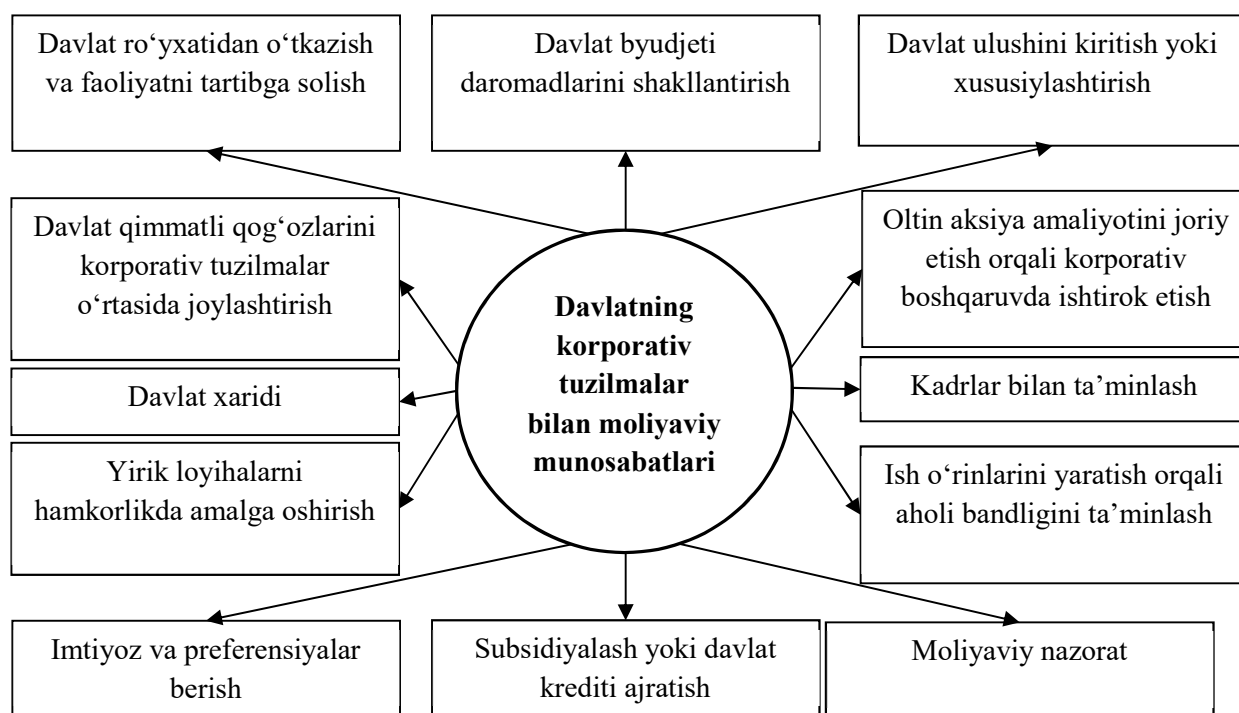 Davlat ro‘yxatidan o‘tkazish
va faoliyatni tartibga solish
Davlat byudjeti
daromadlarini shakllantirish
Davlat ulushini kiritish yoki
xususiylashtirish
Davlat qimmatli qog‘ozlarini
korporativ tuzilmalar
o‘rtasida joylashtirish
Davlat xaridi
Yirik loyihalarni
hamkorlikda amalga oshirish
Davlatning
korporativ
tuzilmalar
bilan moliyaviy
munosabatlari
Oltin aksiya amaliyotini joriy
etish orqali korporativ
boshqaruvda ishtirok etish
Kadrlar bilan ta’minlash
Ish o‘rinlarini yaratish orqali
aholi bandligini ta’minlash
Imtiyoz va preferensiyalar
berish
Subsidiyalash yoki davlat
krediti ajratish
Moliyaviy nazorat